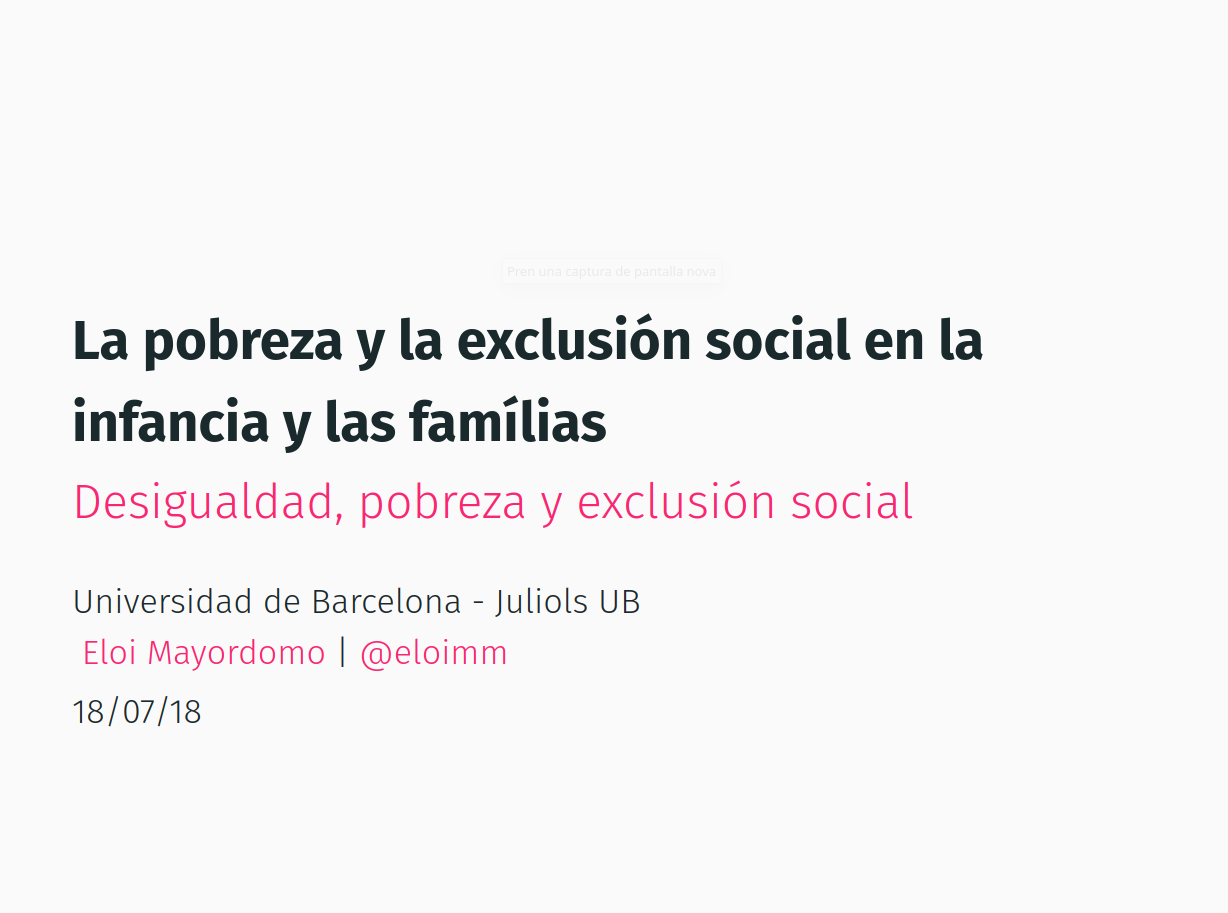 Pren una captura de pantalla nova
La pobreza y la exclusión social en la
infancia y las famílias
Desigualdad, pobreza y exclusión social
Universidad de Barcelona - Juliols UB
Eloi Mayordomo | @eloimm
18/07/18